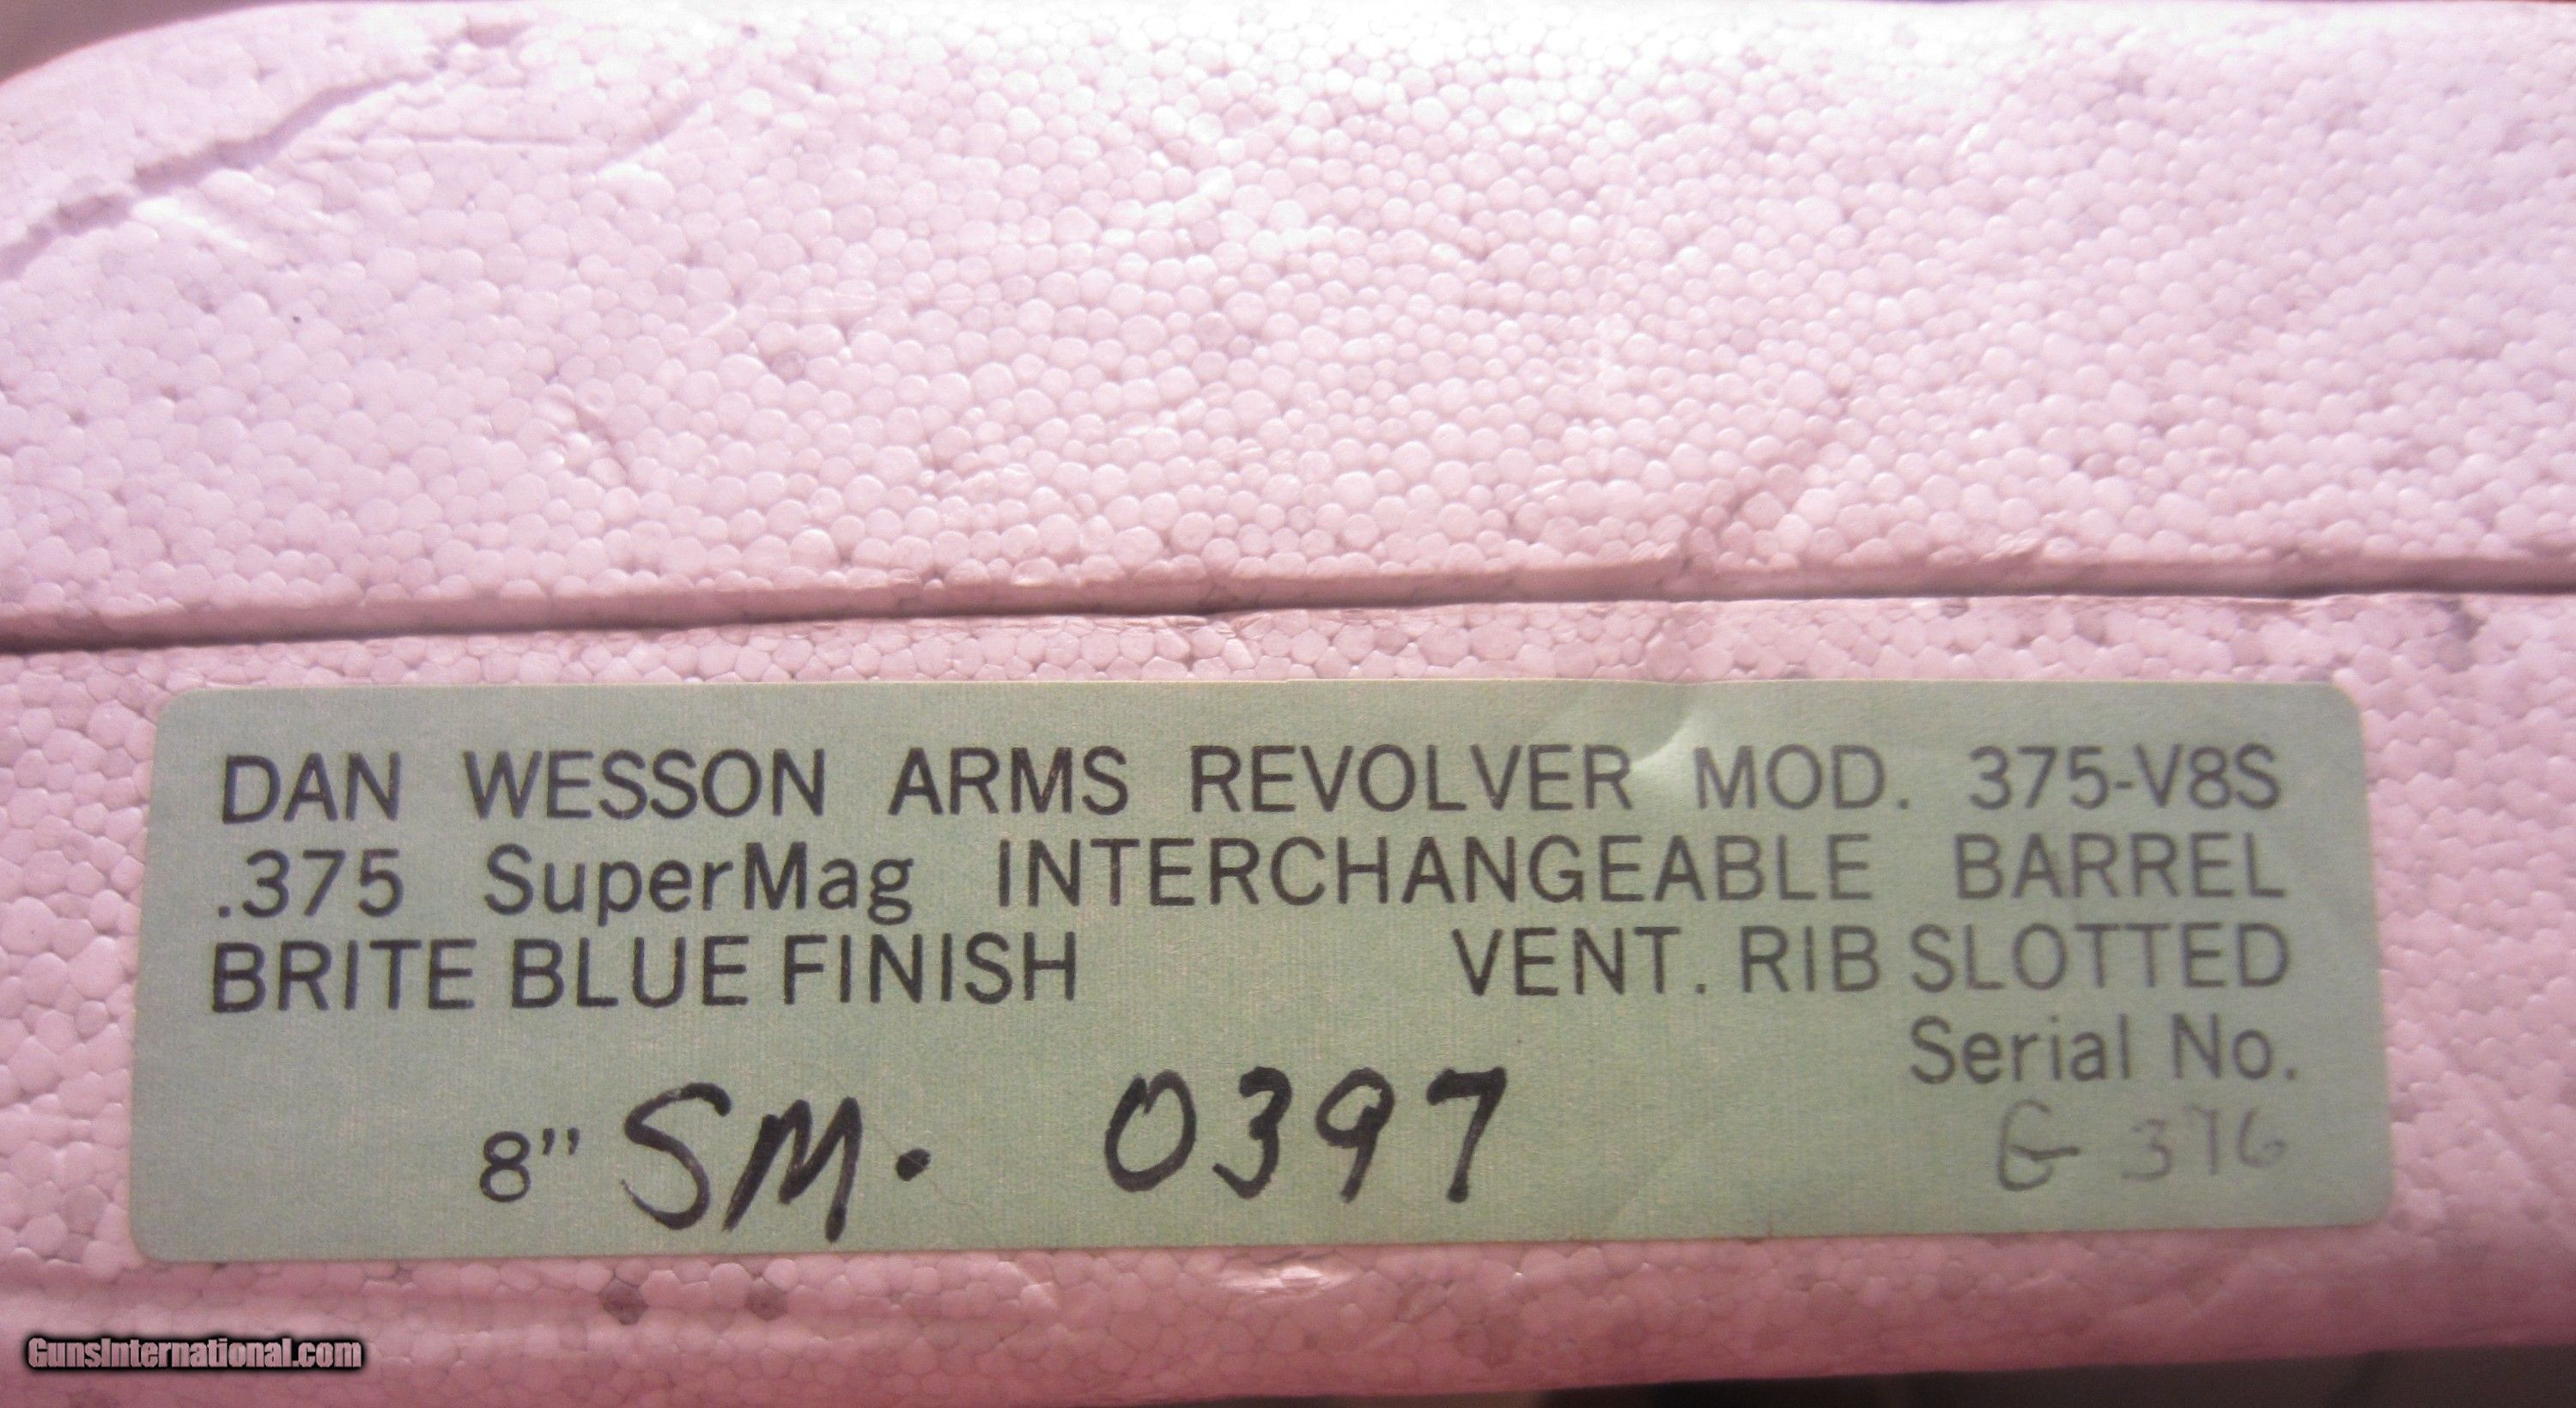 DAN WESSON ARMS REVOLVER MOD. 375-V8S
.375 SuperMag INTERCHANGEABLE BARREL
BRITE BLUE FINISH VENT. RIB SLOTTED
Serial No.
8" SM. 0397
G 376
GunsInternational.com